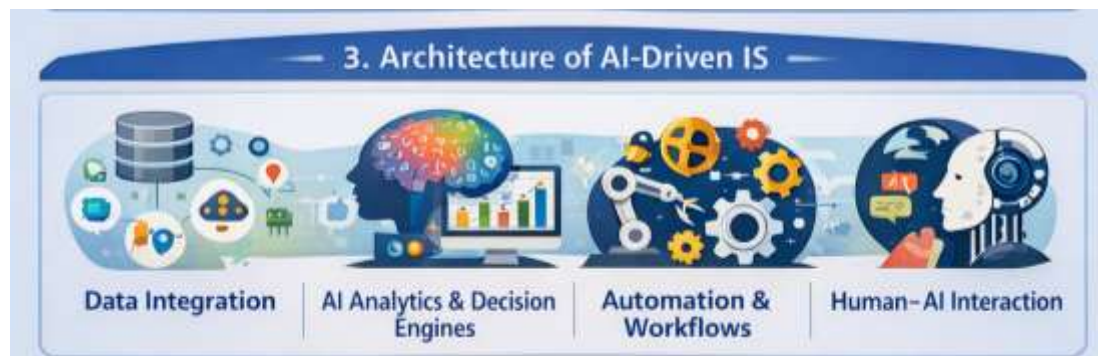 3. Architecture of AI-Driven IS
Data Integration
AI Analytics & Decision
Engines
Automation &
Workflows
Human–AI Interaction